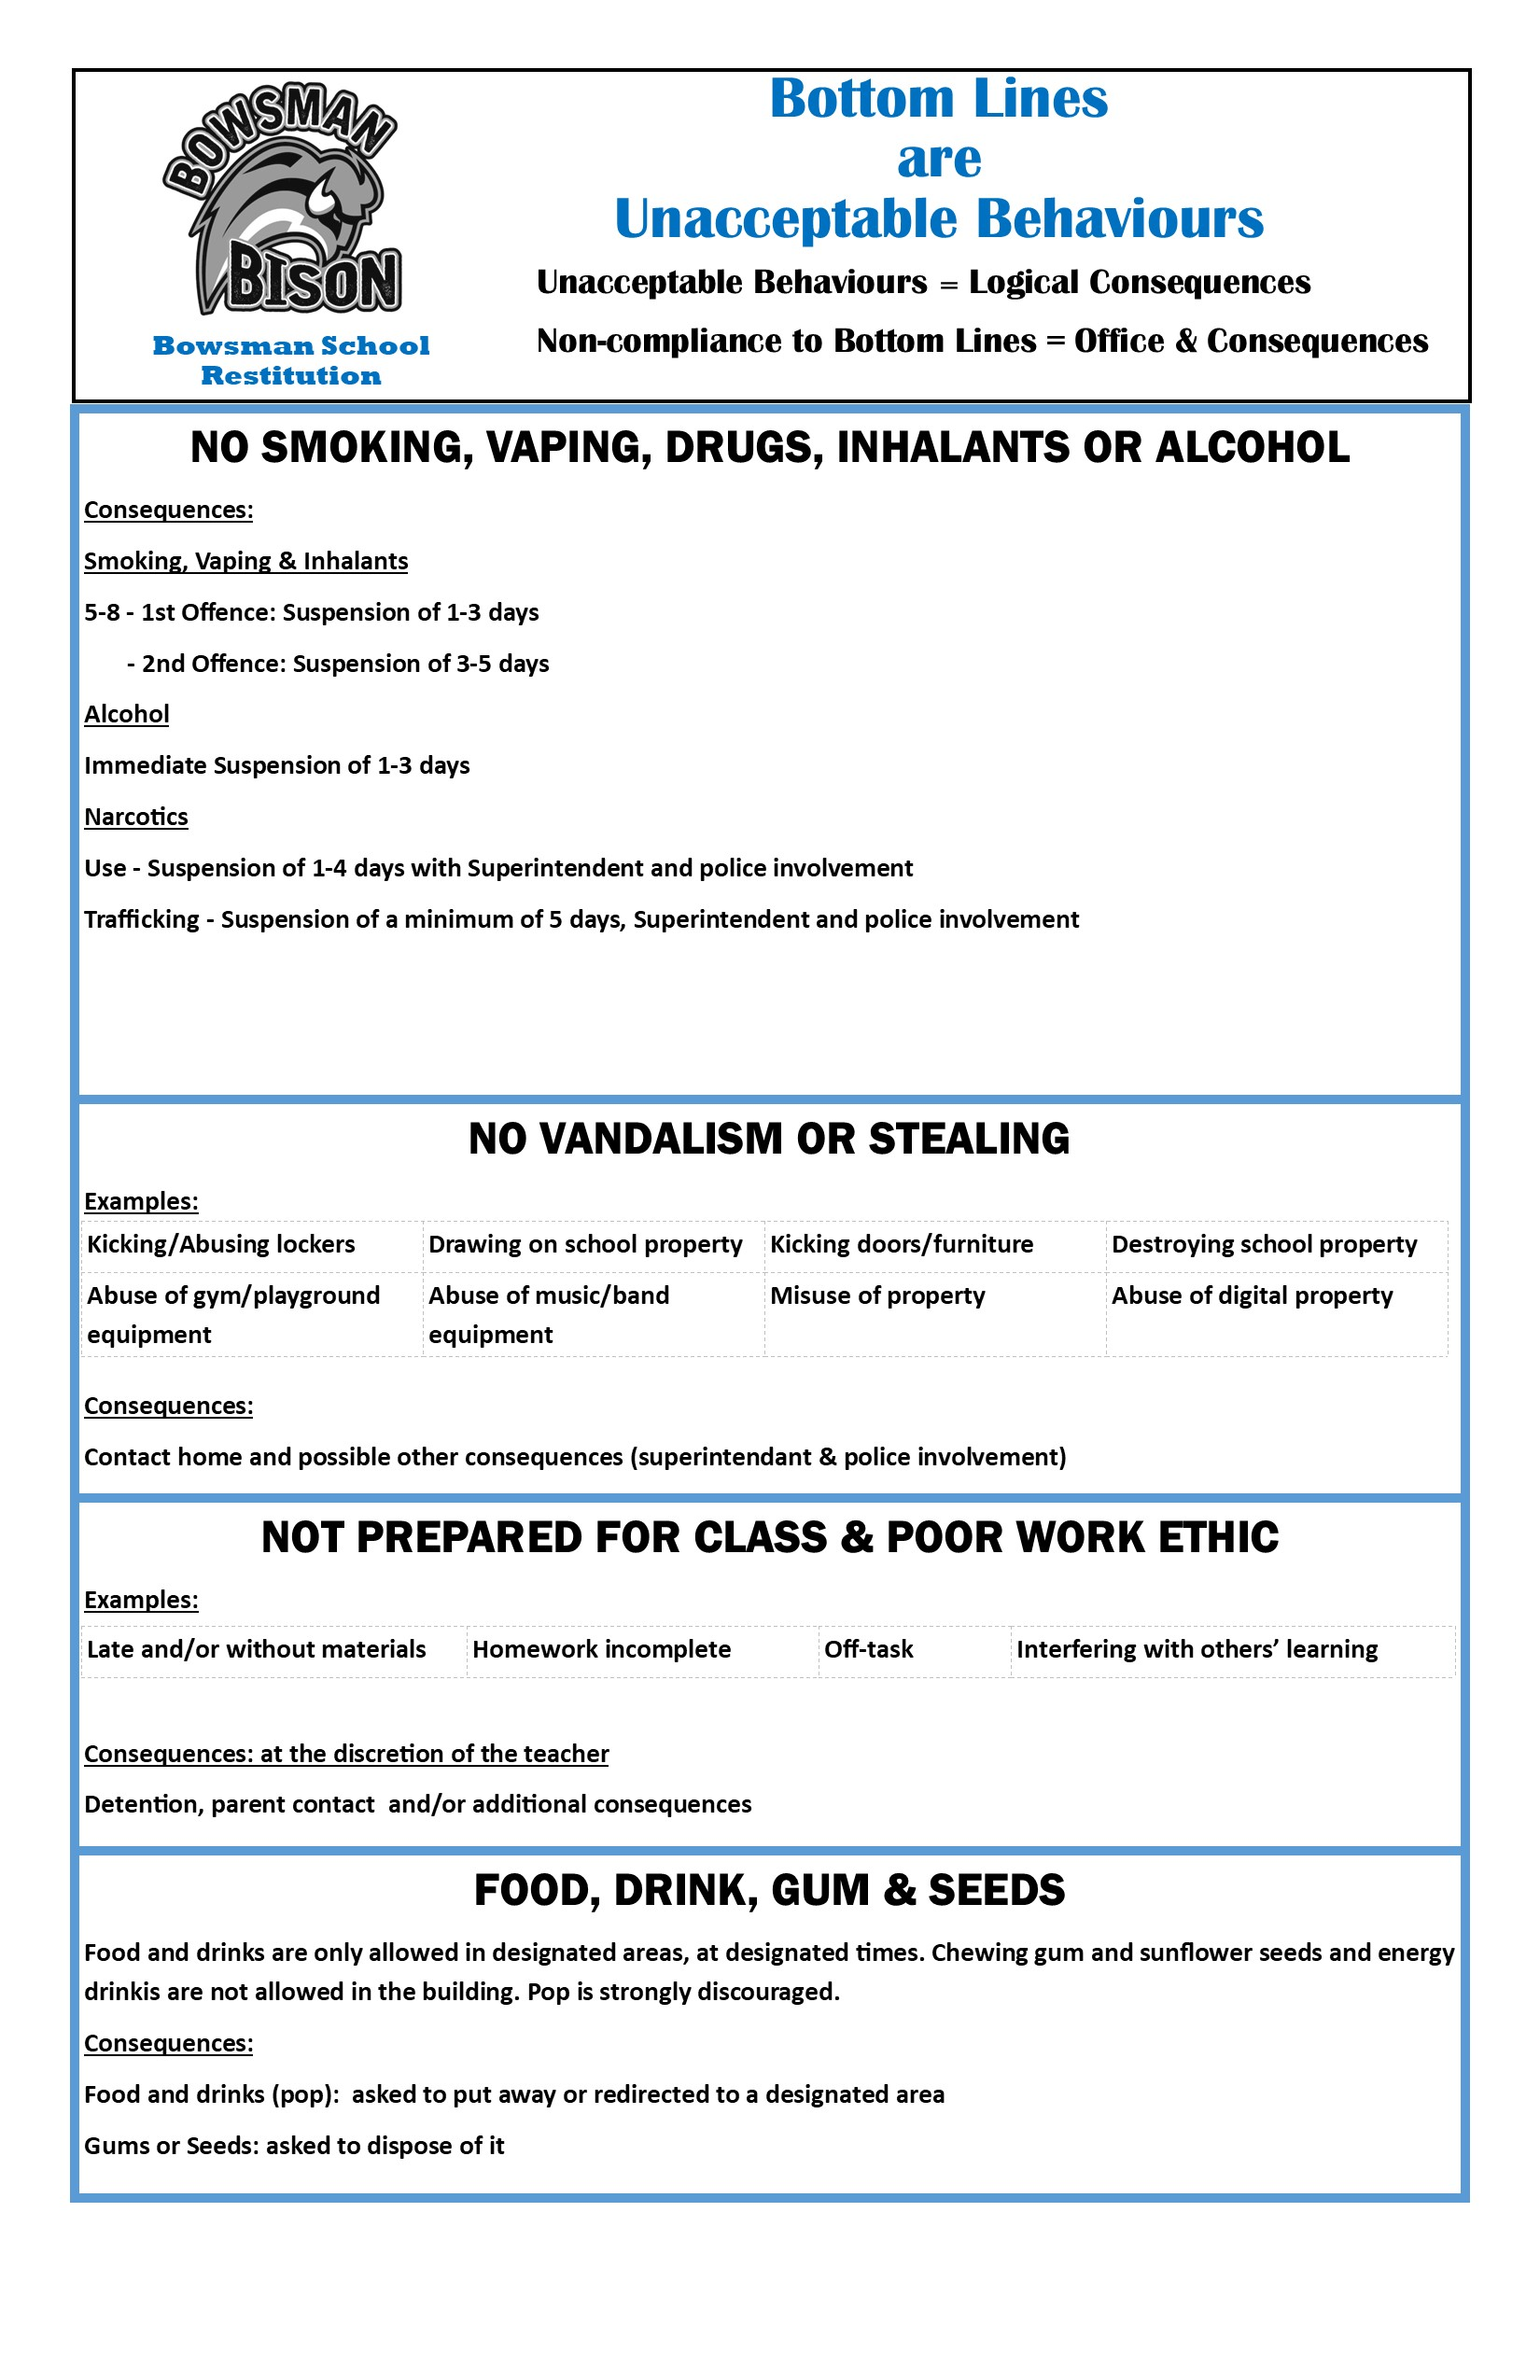 BOWSMAN
BISON
Bowsman School
Restitution
Bottom Lines
are
Unacceptable Behaviours
Unacceptable Behaviours = Logical Consequences
Non-compliance to Bottom Lines = Office & Consequences
NO SMOKING, VAPING, DRUGS, INHALANTS OR ALCOHOL
Consequences:
Smoking, Vaping & Inhalants
5-8 - 1st Offence: Suspension of 1-3 days
- 2nd Offence: Suspension of 3-5 days
Alcohol
Immediate Suspension of 1-3 days
Narcotics
Use - Suspension of 1-4 days with Superintendent and police involvement
Trafficking - Suspension of a minimum of 5 days, Superintendent and police involvement
NO VANDALISM OR STEALING
Examples:
Kicking/Abusing lockers Drawing on school property Kicking doors/furniture Destroying school property
Abuse of gym/playground equipment Abuse of music/band equipment Misuse of property Abuse of digital property
Consequences:
Contact home and possible other consequences (superintendant & police involvement)
NOT PREPARED FOR CLASS & POOR WORK ETHIC
Examples:
Late and/or without materials Homework incomplete Off-task Interfering with others’ learning
Consequences: at the discretion of the teacher
Detention, parent contact  and/or additional consequences
FOOD, DRINK, GUM & SEEDS
Food and drinks are only allowed in designated areas, at designated times. Chewing gum and sunflower seeds and energy
drinkis are not allowed in the building. Pop is strongly discouraged.
Consequences:
Food and drinks (pop):  asked to put away or redirected to a designated area
Gums or Seeds: asked to dispose of it